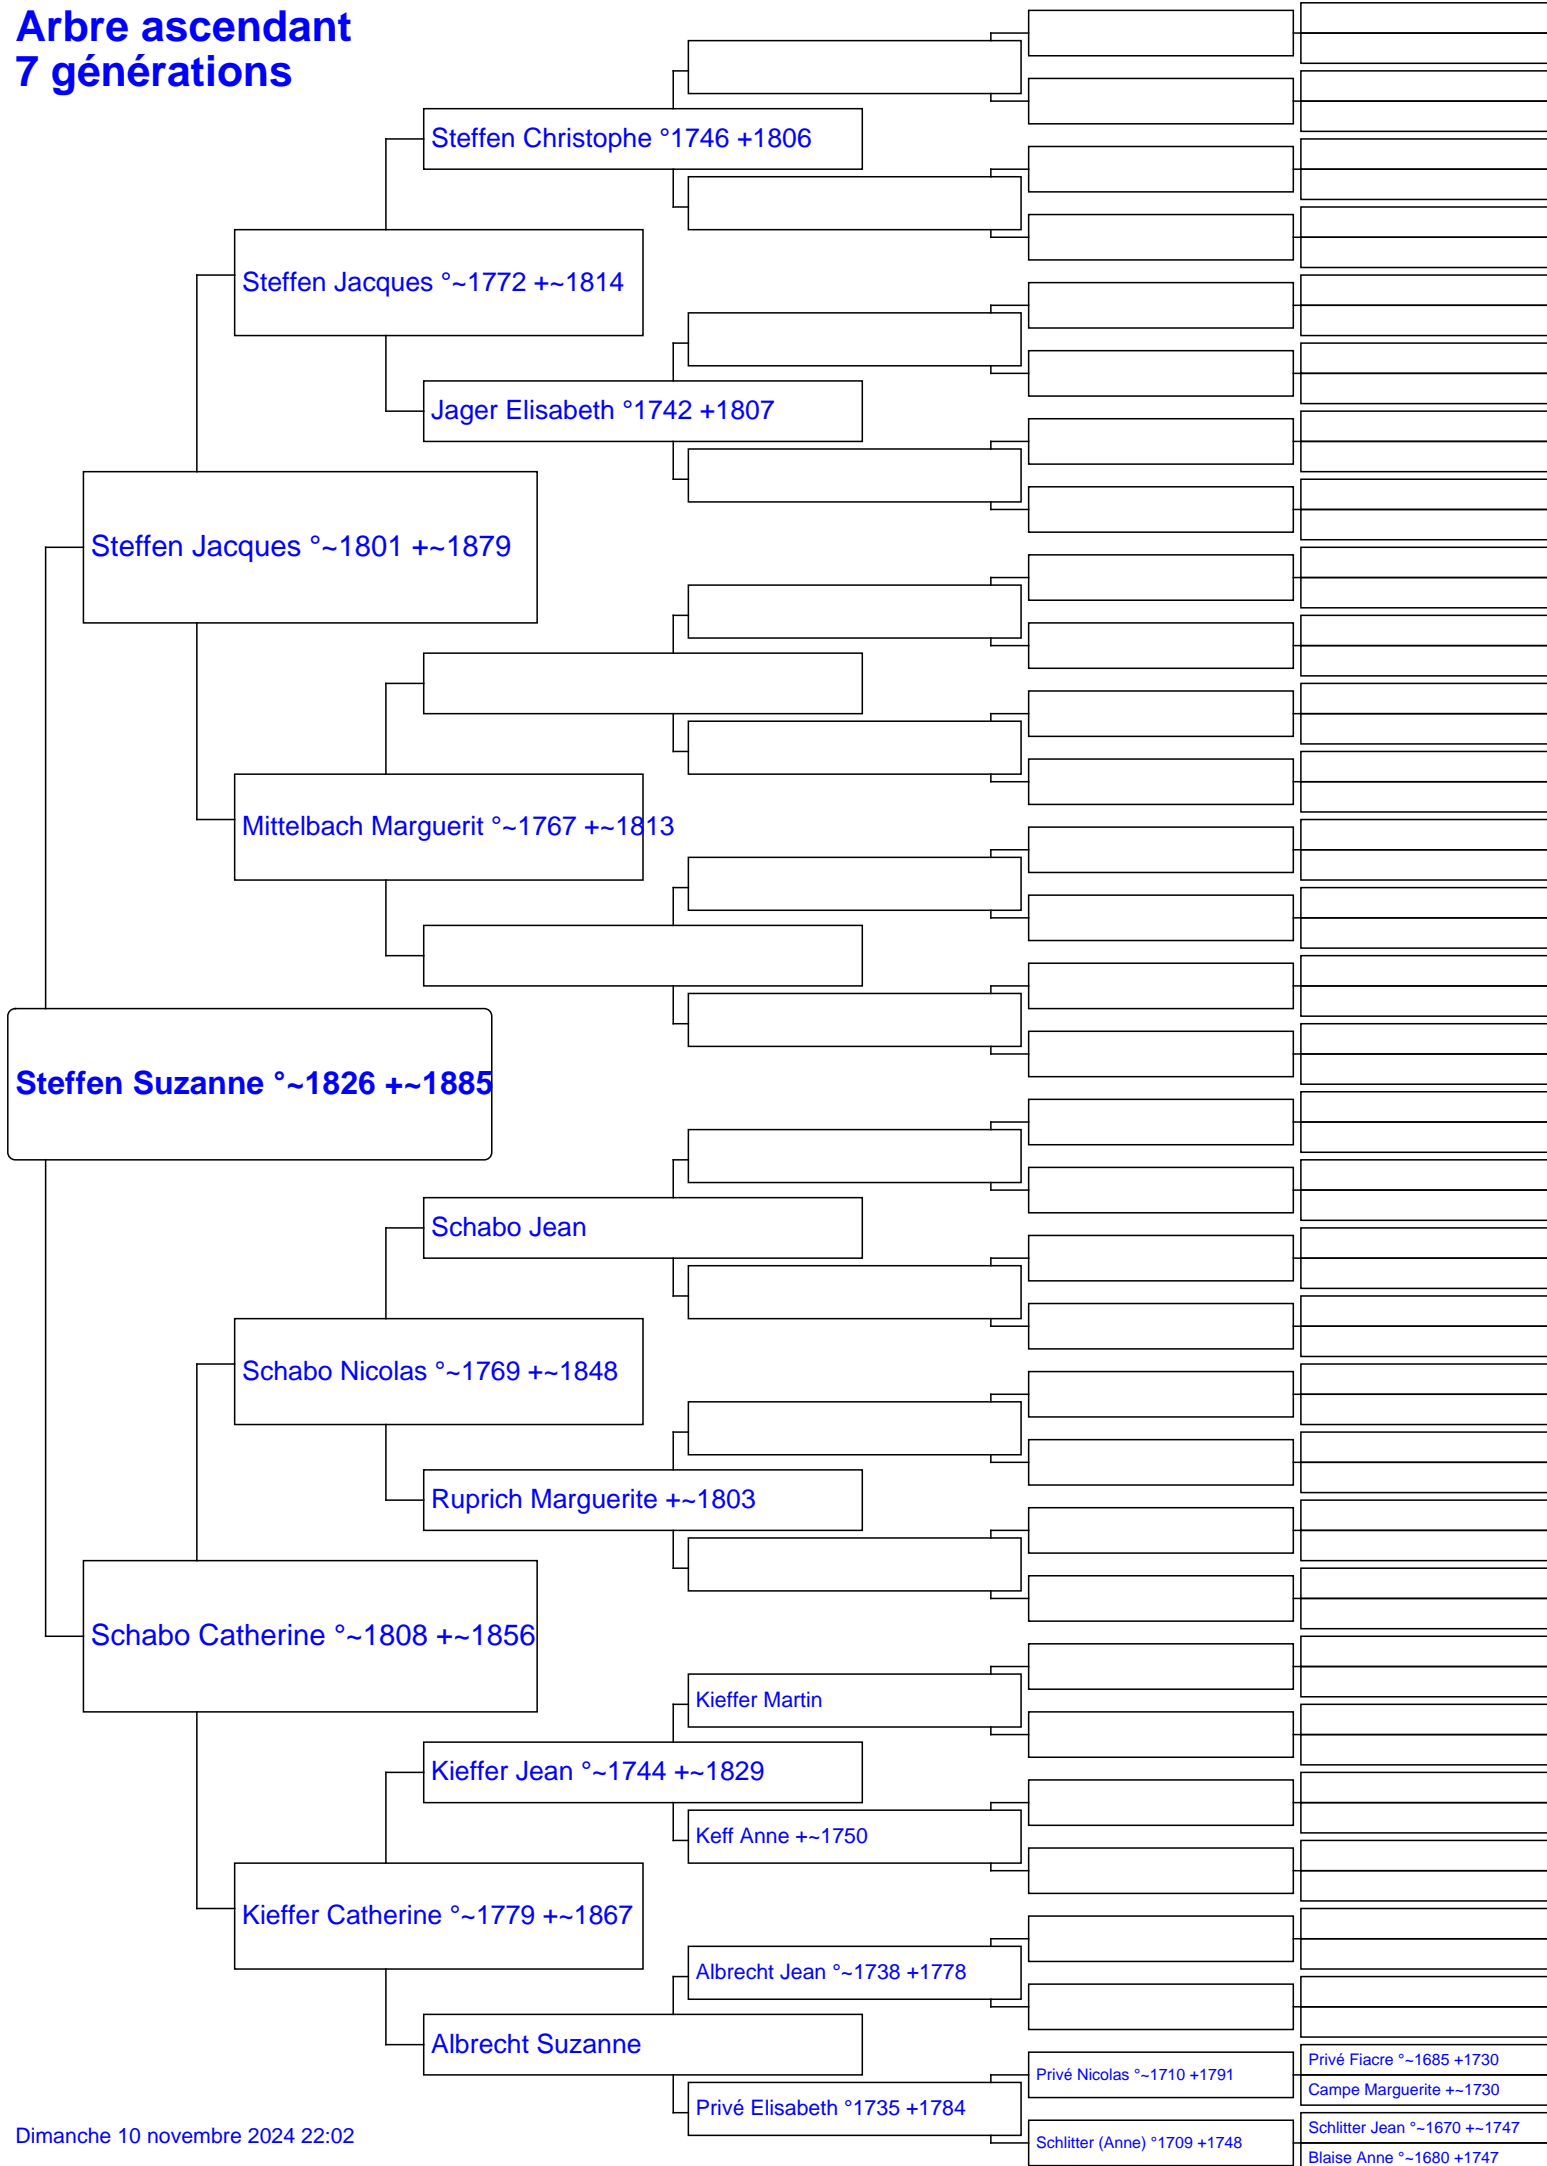 Arbre ascendant
7 générations
Steffen Christophe °1746 +1806
Steffen Jacques °~1772 +~1814
Jager Elisabeth °1742 +1807
Steffen Jacques °~1801 +~1879
Mittelbach Marguerit °~1767 +~1813
Steffen Suzanne °~1826 +~1885
Schabo Jean
Schabo Nicolas °~1769 +~1848
Ruprich Marguerite +~1803
Schabo Catherine °~1808 +~1856
Kieffer Martin
Kieffer Jean °~1744 +~1829
Keff Anne +~1750
Kieffer Catherine °~1779 +~1867
Albrecht Jean °~1738 +1778
Albrecht Suzanne
Privé Fiacre °~1685 +1730
Privé Nicolas °~1710 +1791
Campe Marguerite +~1730
Privé Elisabeth °1735 +1784
Schlitter Jean °~1670 +~1747
Schlitter (Anne) °1709 +1748
Blaise Anne °~1680 +1747
Dimanche 10 novembre 2024 22:02